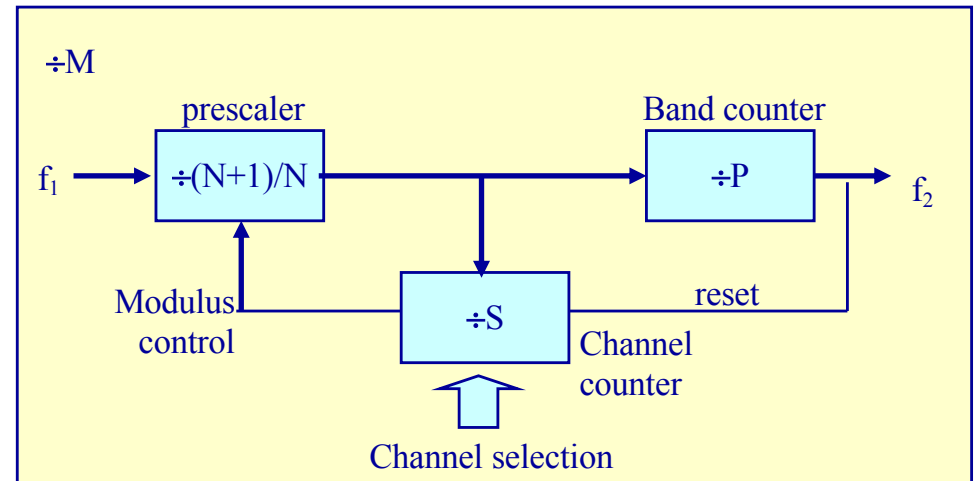 ÷M
prescaler
Band counter
f₁
÷(N+1)/N
÷P
f₂
Modulus
control
÷S
reset
Channel
counter
Channel selection